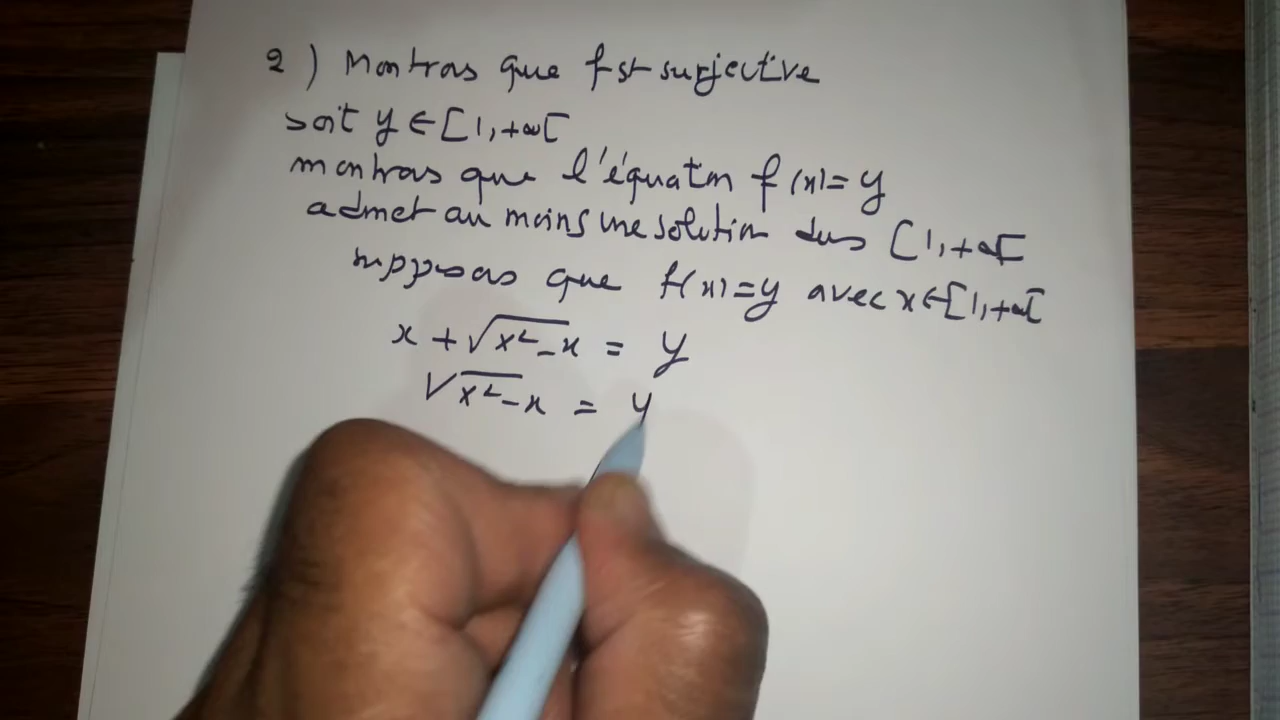 2) Montrons que f est surjective
soit y ∈ [1, +∞[
montrons que l'équation f(x) = y
admet au moins une solution dans [1, +∞[
supposons que f(x) = y avec x ∈ [1, +∞[
x + √x² - x = y
√x² - x = y